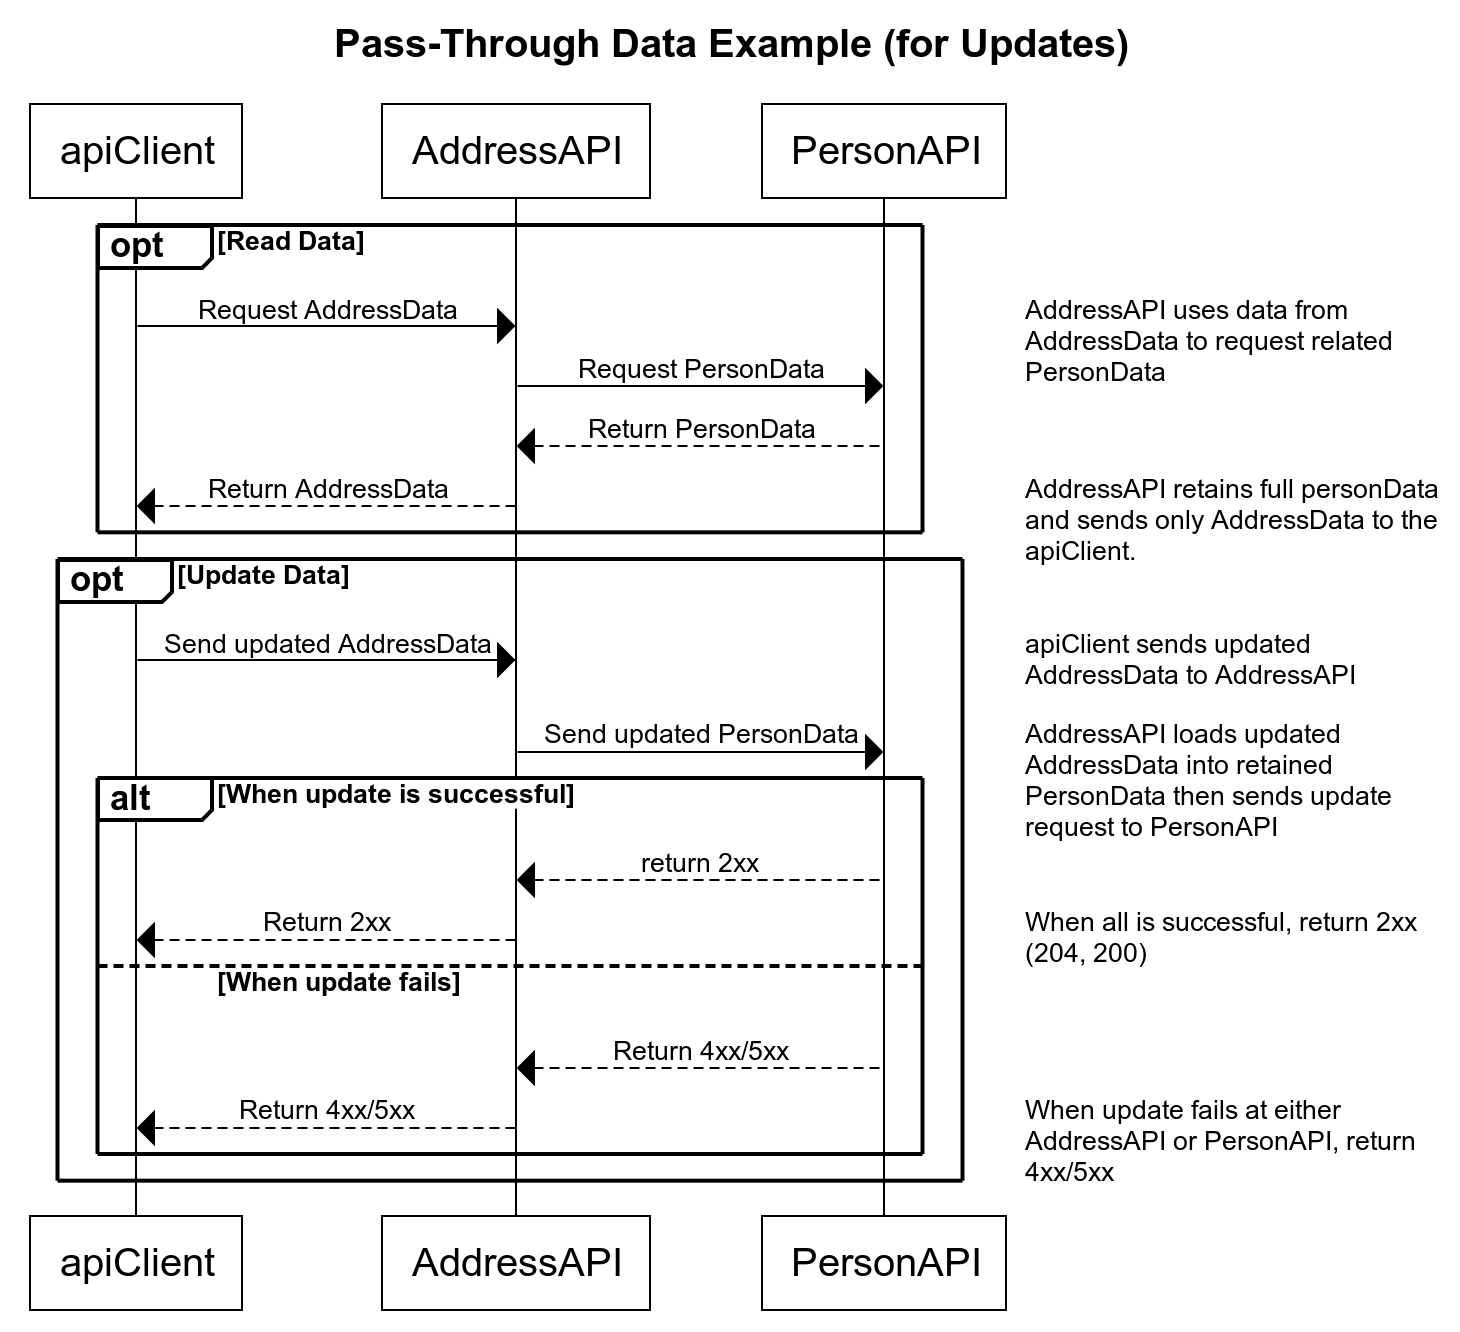 Pass-Through Data Example (for Updates)
apiClient
AddressAPI
PersonAPI
opt
[Read Data]
Request AddressData
AddressAPI uses data from
AddressData to request related
PersonData
Request PersonData
Return PersonData
Return AddressData
AddressAPI retains full personData
and sends only AddressData to the
apiClient.
opt
[Update Data]
Send updated AddressData
apiClient sends updated
AddressData to AddressAPI
Send updated PersonData
AddressAPI loads updated
AddressData into retained
PersonData then sends update
request to PersonAPI
alt
[When update is successful]
return 2xx
Return 2xx
When all is successful, return 2xx
(204, 200)
[When update fails]
Return 4xx/5xx
Return 4xx/5xx
When update fails at either
AddressAPI or PersonAPI, return
4xx/5xx
apiClient
AddressAPI
PersonAPI